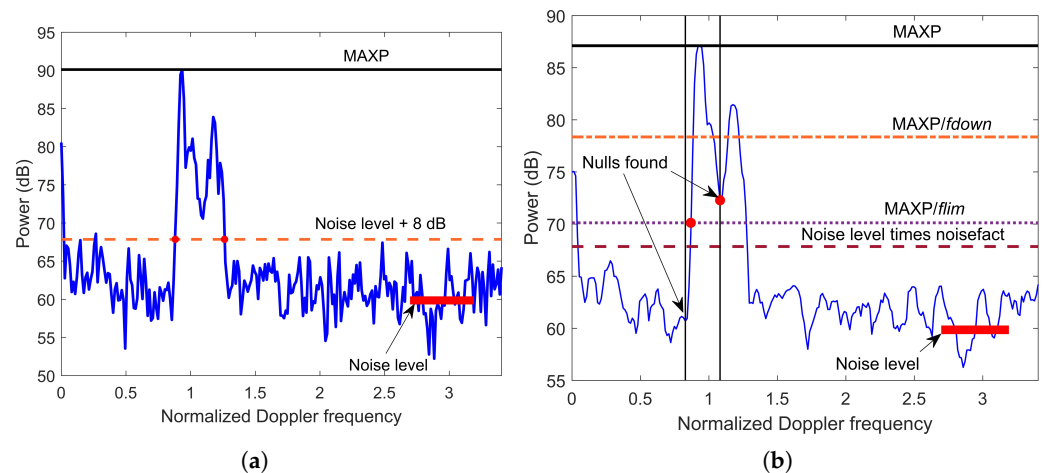 95
90
85
80
75
70
65
60
55
50
Power (dB)
MAXP
Noise level + 8 dB
Noise level
0 0.5 1 1.5 2 2.5 3
Normalized Doppler frequency
(a)
90
85
80
75
70
65
60
55
Power (dB)
MAXP
MAXP/fdown
Nulls found
MAXP/flim
Noise level times noisefact
Noise level
0 0.5 1 1.5 2 2.5 3
Normalized Doppler frequency
(b)